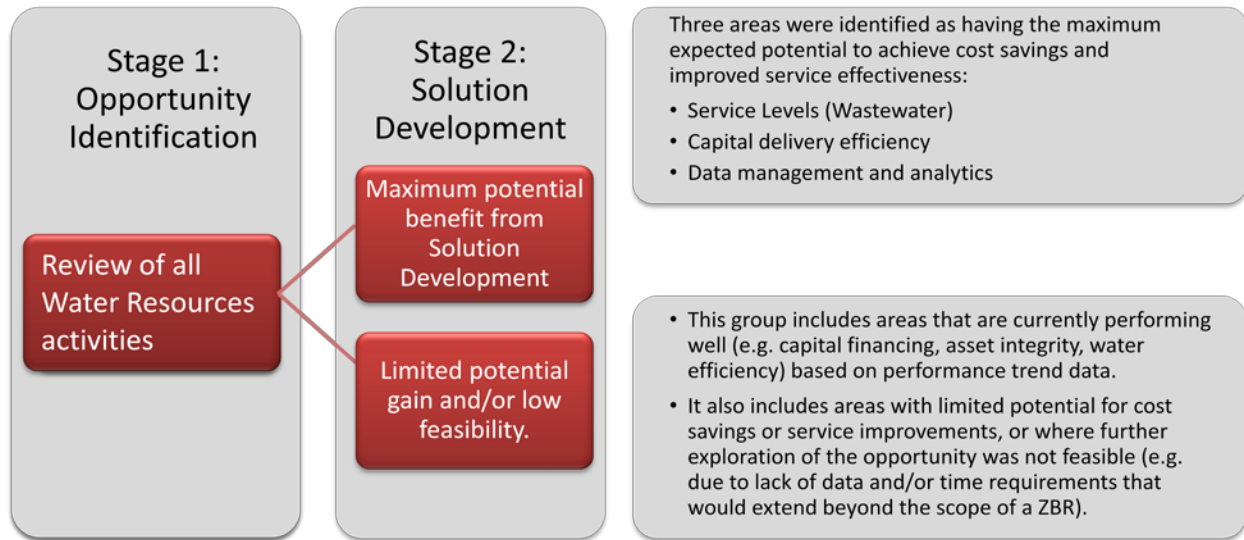 Stage 1:
Opportunity
Identification
Review of all
Water Resources
activities
Stage 2:
Solution
Development
Maximum potential
benefit from
Solution
Development
Limited potential
gain and/or low
feasibility.
Three areas were identified as having the maximum
expected potential to achieve cost savings and
improved service effectiveness:
• Service Levels (Wastewater)
• Capital delivery efficiency
• Data management and analytics
• This group includes areas that are currently performing
well (e.g. capital financing, asset integrity, water
efficiency) based on performance trend data.
• It also includes areas with limited potential for cost
savings or service improvements, or where further
exploration of the opportunity was not feasible (e.g.
due to lack of data and/or time requirements that
would extend beyond the scope of a ZBR).